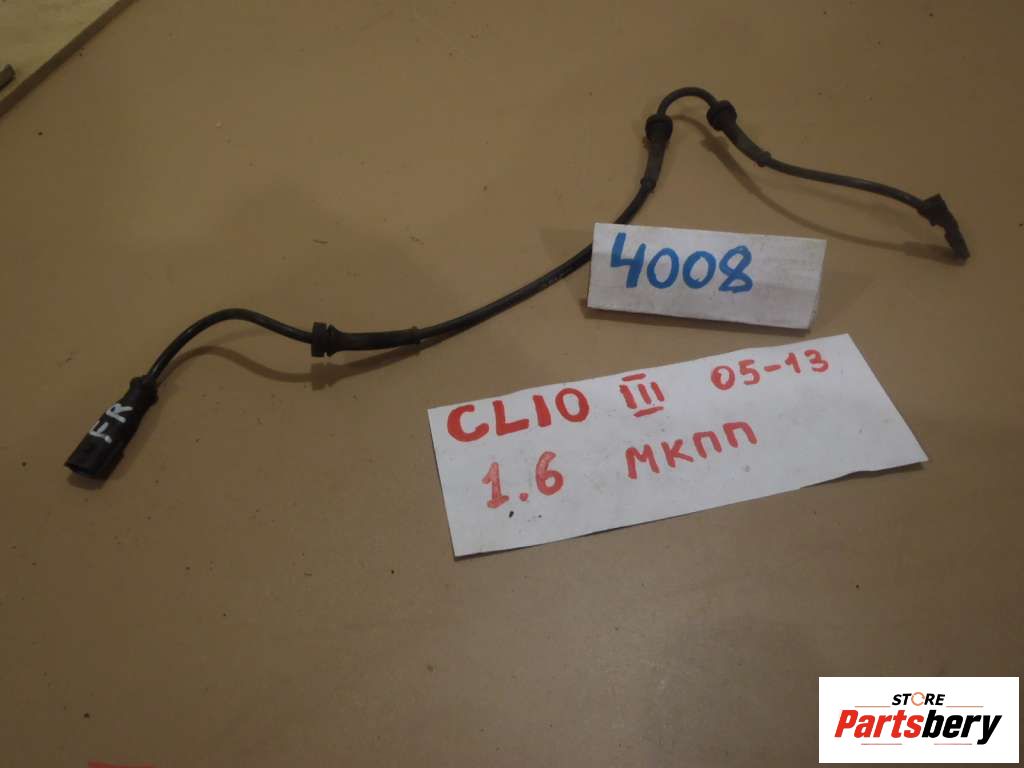 4008
CLIO III 05-13
1.6 МКПП
FR
STORE
Partsbery